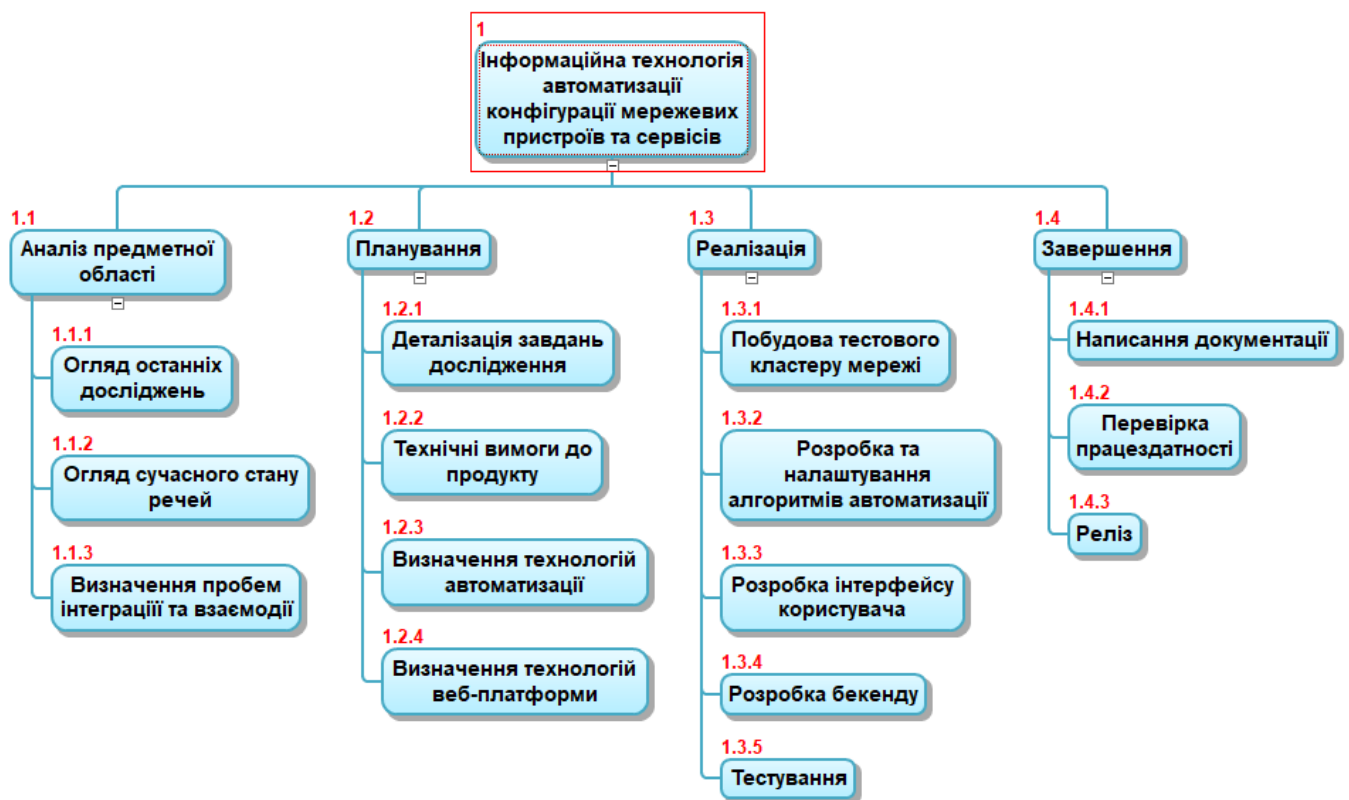 1
Інформаційна технологія
автоматизації
конфігурації мережевих
пристроїв та сервісів
1.1
Аналіз предметної
області
1.1.1
Огляд останніх
досліджень
1.1.2
Огляд сучасного стану
речей
1.1.3
Визначення пробем
інтеграціїї та взаємодії
1.2
Планування
1.2.1
Деталізація завдань
дослідження
1.2.2
Технічні вимоги до
продукту
1.2.3
Визначення технологій
автоматизації
1.2.4
Визначення технологій
веб-платформи
1.3
Реалізація
1.3.1
Побудова тестового
кластеру мережі
1.3.2
Розробка та
налаштування
алгоритмів автоматизації
1.3.3
Розробка інтерфейсу
користувача
1.3.4
Розробка бекенду
1.3.5
Тестування
1.4
Завершення
1.4.1
Написання документації
1.4.2
Перевірка
працездатності
1.4.3
Реліз